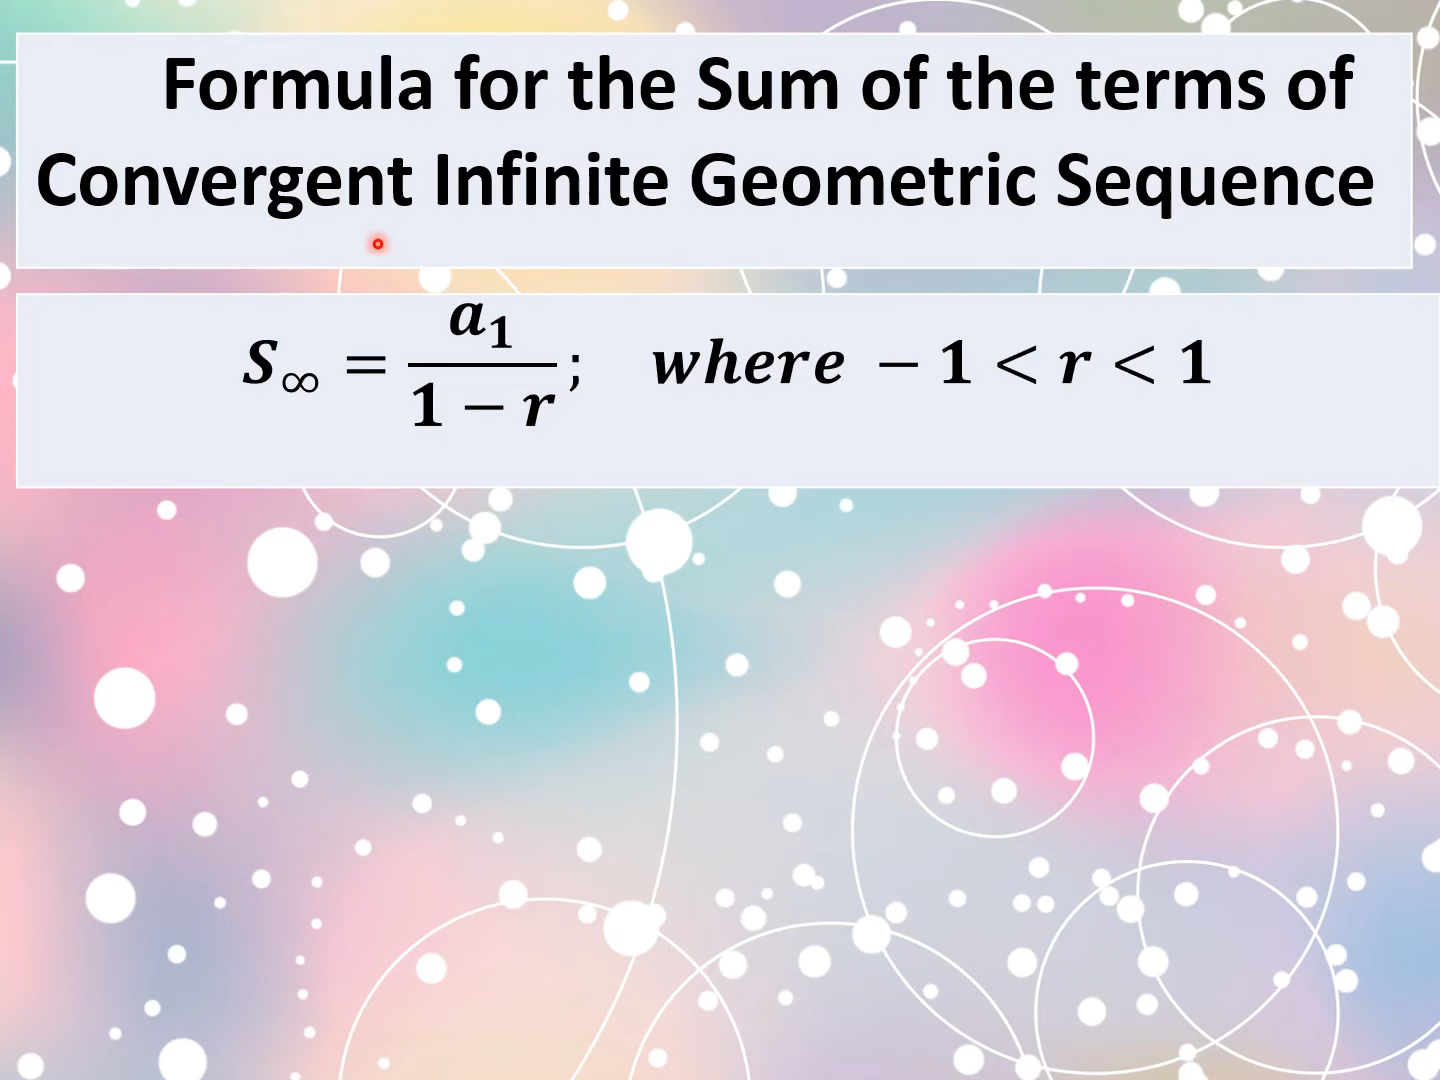 Formula for the Sum of the terms of
Convergent Infinite Geometric Sequence
S∞ = a₁ / (1 − r); where − 1 < r < 1